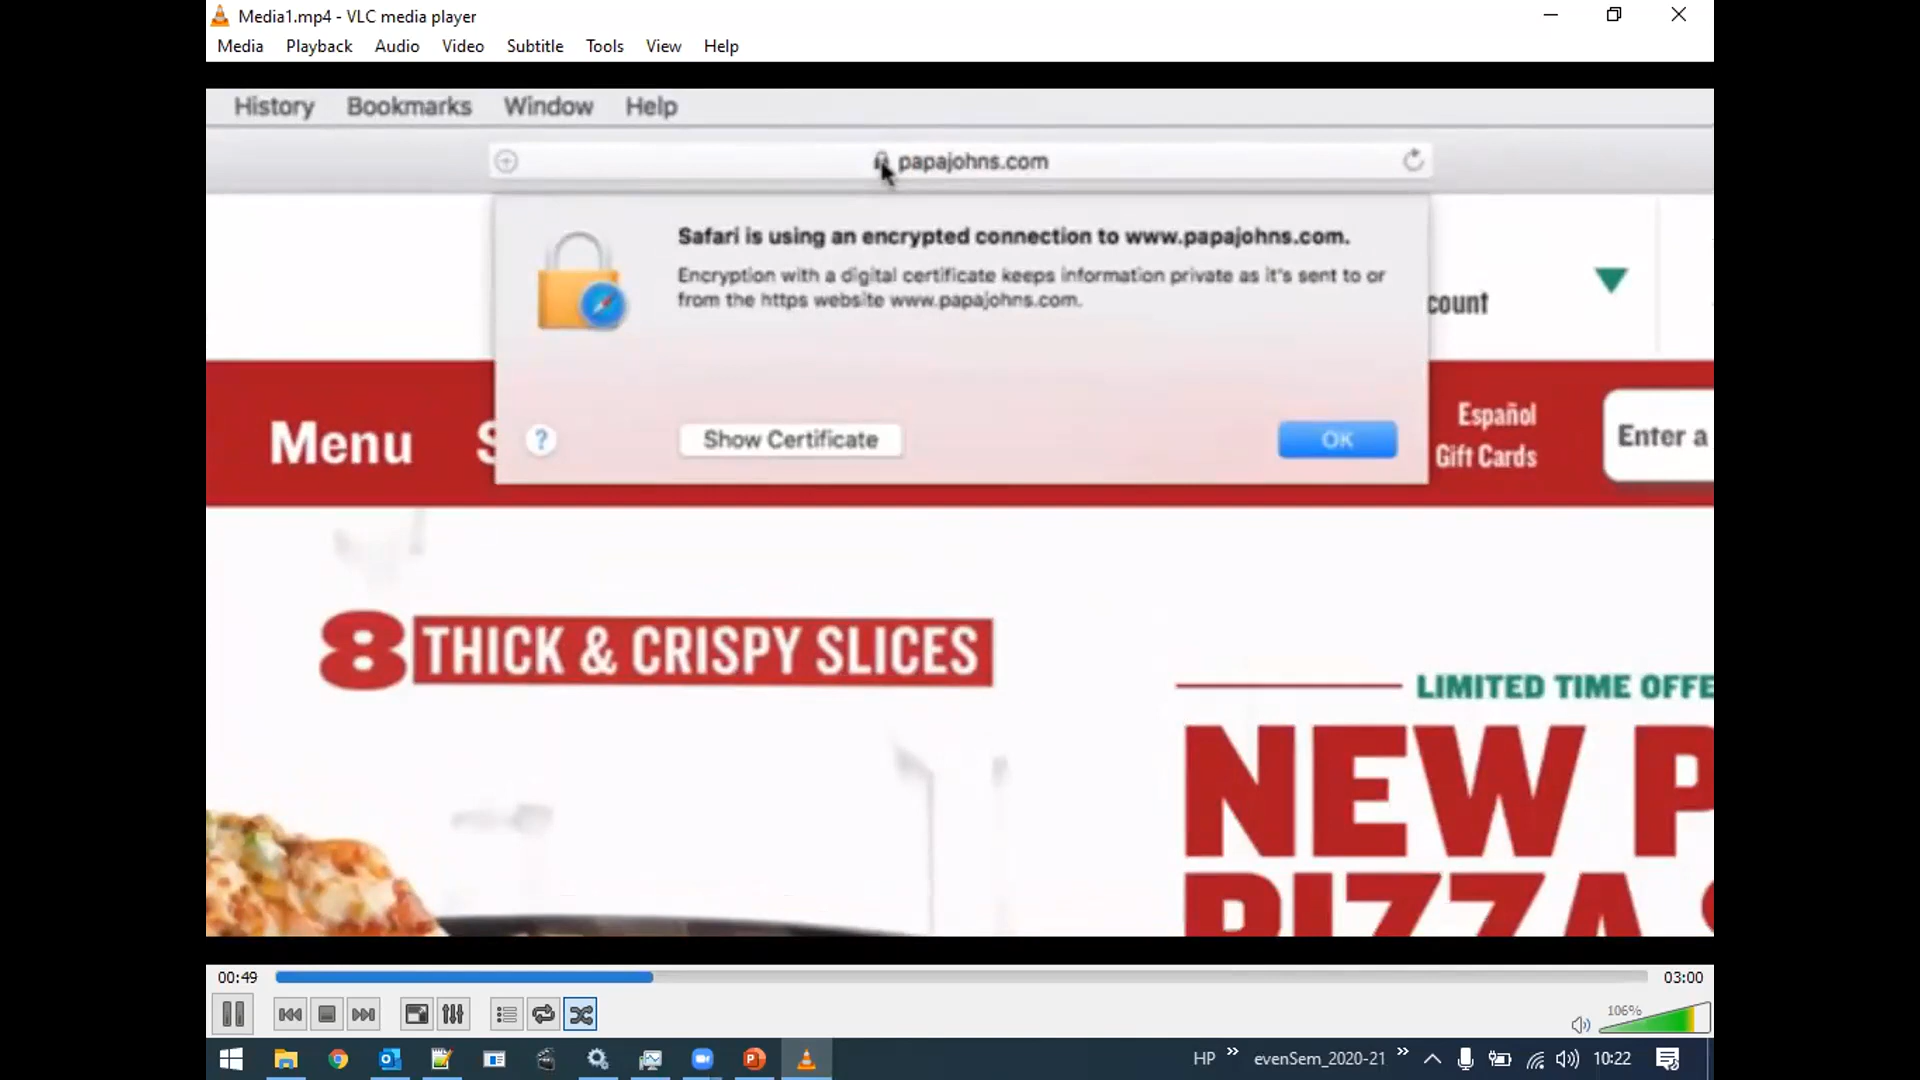 Media1.mp4 - VLC media player
Media Playback Audio Video Subtitle Tools View Help
History Bookmarks Window Help
papajohns.com
Safari is using an encrypted connection to www.papajohns.com.
Encryption with a digital certificate keeps information private as it's sent to or
from the https website www.papajohns.com.
count
Menu S
? Show Certificate OK
Español
Gift Cards
Enter a
8 THICK & CRISPY SLICES
LIMITED TIME OFFE
NEW P
PIZZA S
00:49 03:00
106%
HP evenSem_2020-21 10:22